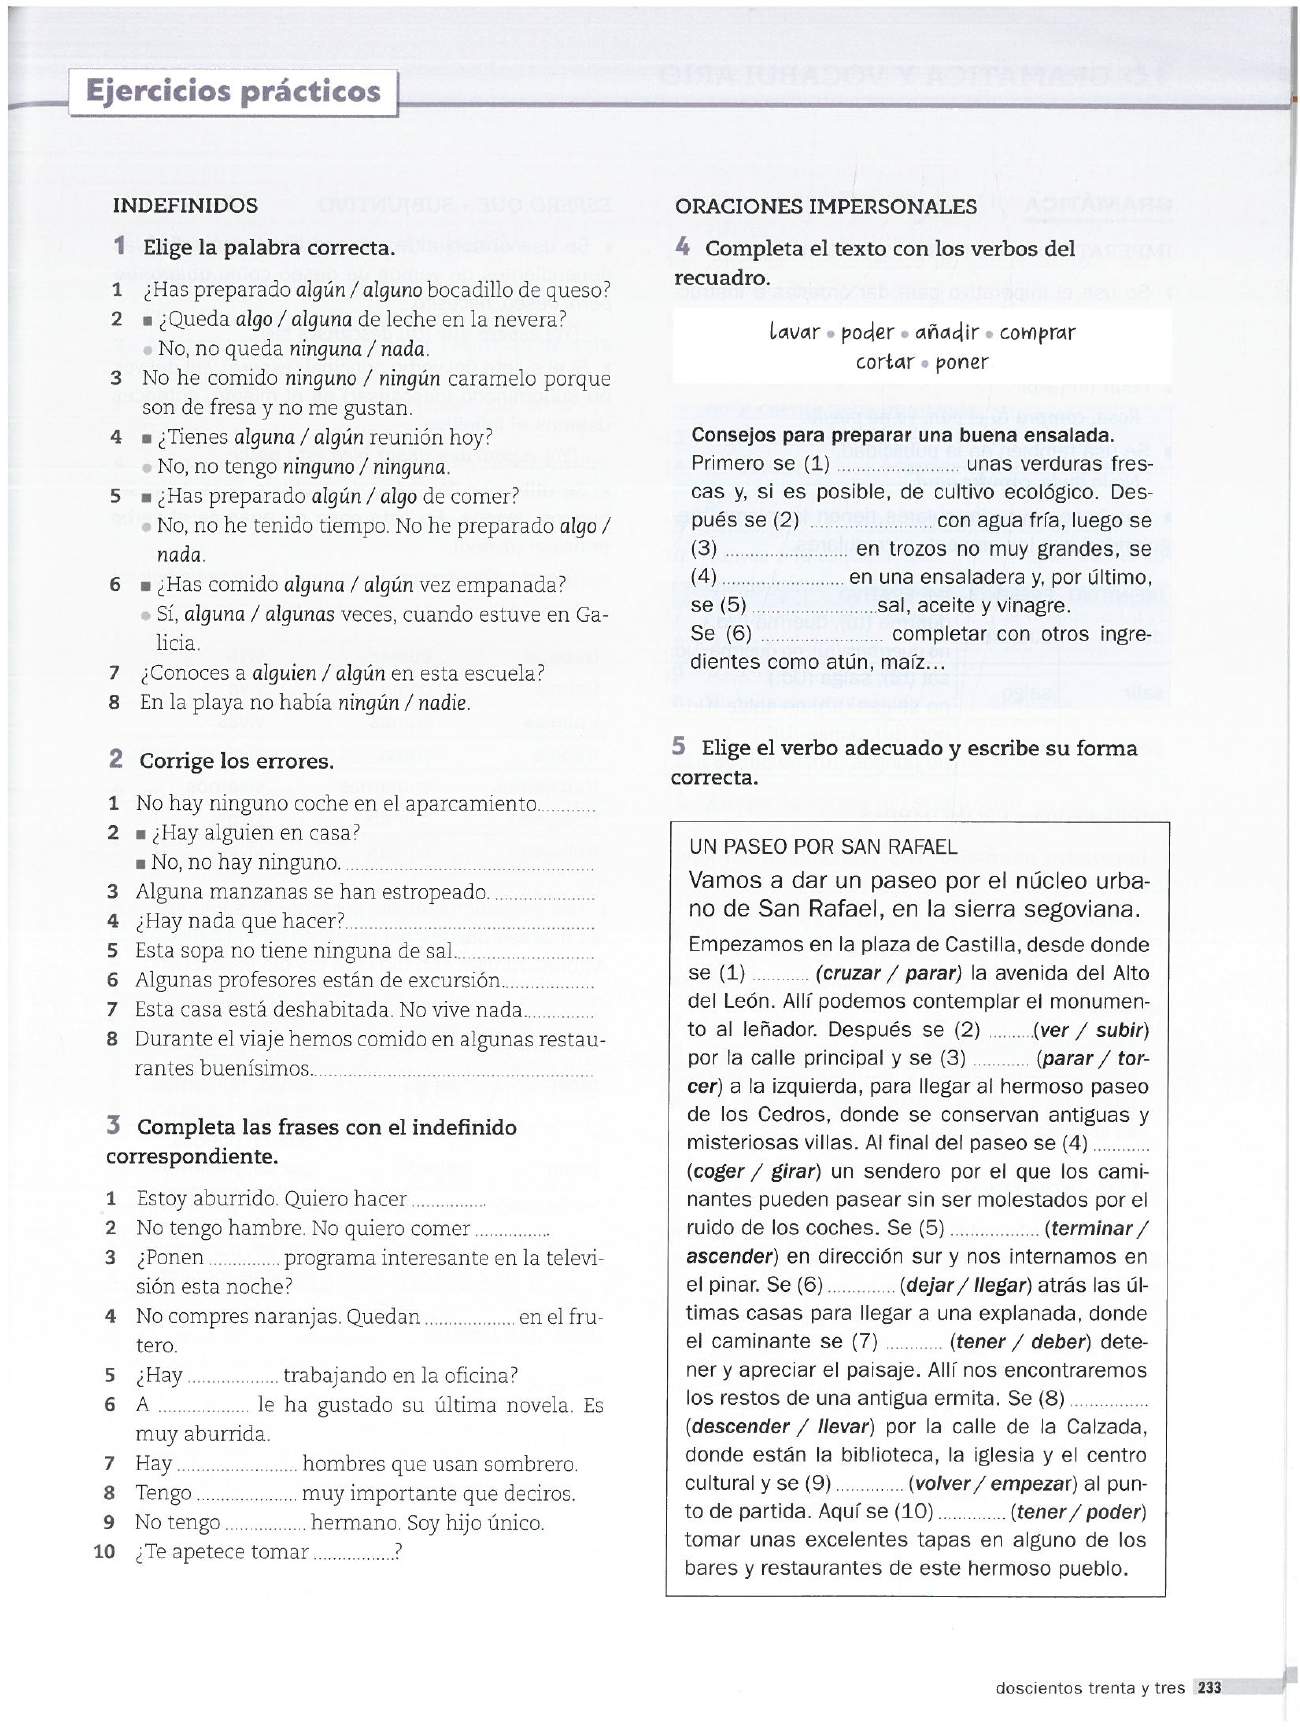 Ejercicios prácticos
INDEFINIDOS
1 Elige la palabra correcta.
1 ¿Has preparado algún / alguno bocadillo de queso?
2 ■ ¿Queda algo / alguna de leche en la nevera?
● No, no queda ninguna / nada.
3 No he comido ninguno / ningún caramelo porque
son de fresa y no me gustan.
4 ■ ¿Tienes alguna / algún reunión hoy?
● No, no tengo ninguno / ninguna.
5 ■ ¿Has preparado algún / algo de comer?
● No, no he tenido tiempo. No he preparado algo /
nada.
6 ■ ¿Has comido alguna / algún vez empanada?
● Sí, alguna / algunas veces, cuando estuve en Ga-
licia.
7 ¿Conoces a alguien / algún en esta escuela?
8 En la playa no había ningún / nadie.
2 Corrige los errores.
1 No hay ninguno coche en el aparcamiento............
2 ■ ¿Hay alguien en casa?
■ No, no hay ninguno...................................................
3 Alguna manzanas se han estropeado......................
4 ¿Hay nada que hacer?...................................................
5 Esta sopa no tiene ninguna de sal.............................
6 Algunas profesores están de excursión...................
7 Esta casa está deshabitada. No vive nada...............
8 Durante el viaje hemos comido en algunas restau-
rantes buenísimos..........................................................
3 Completa las frases con el indefinido
correspondiente.
1 Estoy aburrido. Quiero hacer ...............
2 No tengo hambre. No quiero comer ...............
3 ¿Ponen ............... programa interesante en la televi-
sión esta noche?
4 No compres naranjas. Quedan ................... en el fru-
tero.
5 ¿Hay ................... trabajando en la oficina?
6 A ................... le ha gustado su última novela. Es
muy aburrida.
7 Hay ......................... hombres que usan sombrero.
8 Tengo ..................... muy importante que deciros.
9 No tengo ................. hermano. Soy hijo único.
10 ¿Te apetece tomar .................?
ORACIONES IMPERSONALES
4 Completa el texto con los verbos del
recuadro.
lavar ● poder ● añadir ● comprar
cortar ● poner
Consejos para preparar una buena ensalada.
Primero se (1) ...................... unas verduras fres-
cas y, si es posible, de cultivo ecológico. Des-
pués se (2) ...................... con agua fría, luego se
(3) ...................... en trozos no muy grandes, se
(4) ...................... en una ensaladera y, por último,
se (5) ...................... sal, aceite y vinagre.
Se (6) ...................... completar con otros ingre-
dientes como atún, maíz...
5 Elige el verbo adecuado y escribe su forma
correcta.
UN PASEO POR SAN RAFAEL
Vamos a dar un paseo por el núcleo urba-
no de San Rafael, en la sierra segoviana.
Empezamos en la plaza de Castilla, desde donde
se (1) ........... (cruzar / parar) la avenida del Alto
del León. Allí podemos contemplar el monumen-
to al leñador. Después se (2) .........(ver / subir)
por la calle principal y se (3) ........... (parar / tor-
cer) a la izquierda, para llegar al hermoso paseo
de los Cedros, donde se conservan antiguas y
misteriosas villas. Al final del paseo se (4) ...........
(coger / girar) un sendero por el que los cami-
nantes pueden pasear sin ser molestados por el
ruido de los coches. Se (5) .................. (terminar /
ascender) en dirección sur y nos internamos en
el pinar. Se (6) ............. (dejar / llegar) atrás las úl-
timas casas para llegar a una explanada, donde
el caminante se (7) ........... (tener / deber) dete-
ner y apreciar el paisaje. Allí nos encontraremos
los restos de una antigua ermita. Se (8) ................
(descender / llevar) por la calle de la Calzada,
donde están la biblioteca, la iglesia y el centro
cultural y se (9) ............. (volver / empezar) al pun-
to de partida. Aquí se (10) ............. (tener / poder)
tomar unas excelentes tapas en alguno de los
bares y restaurantes de este hermoso pueblo.
doscientos trenta y tres 233